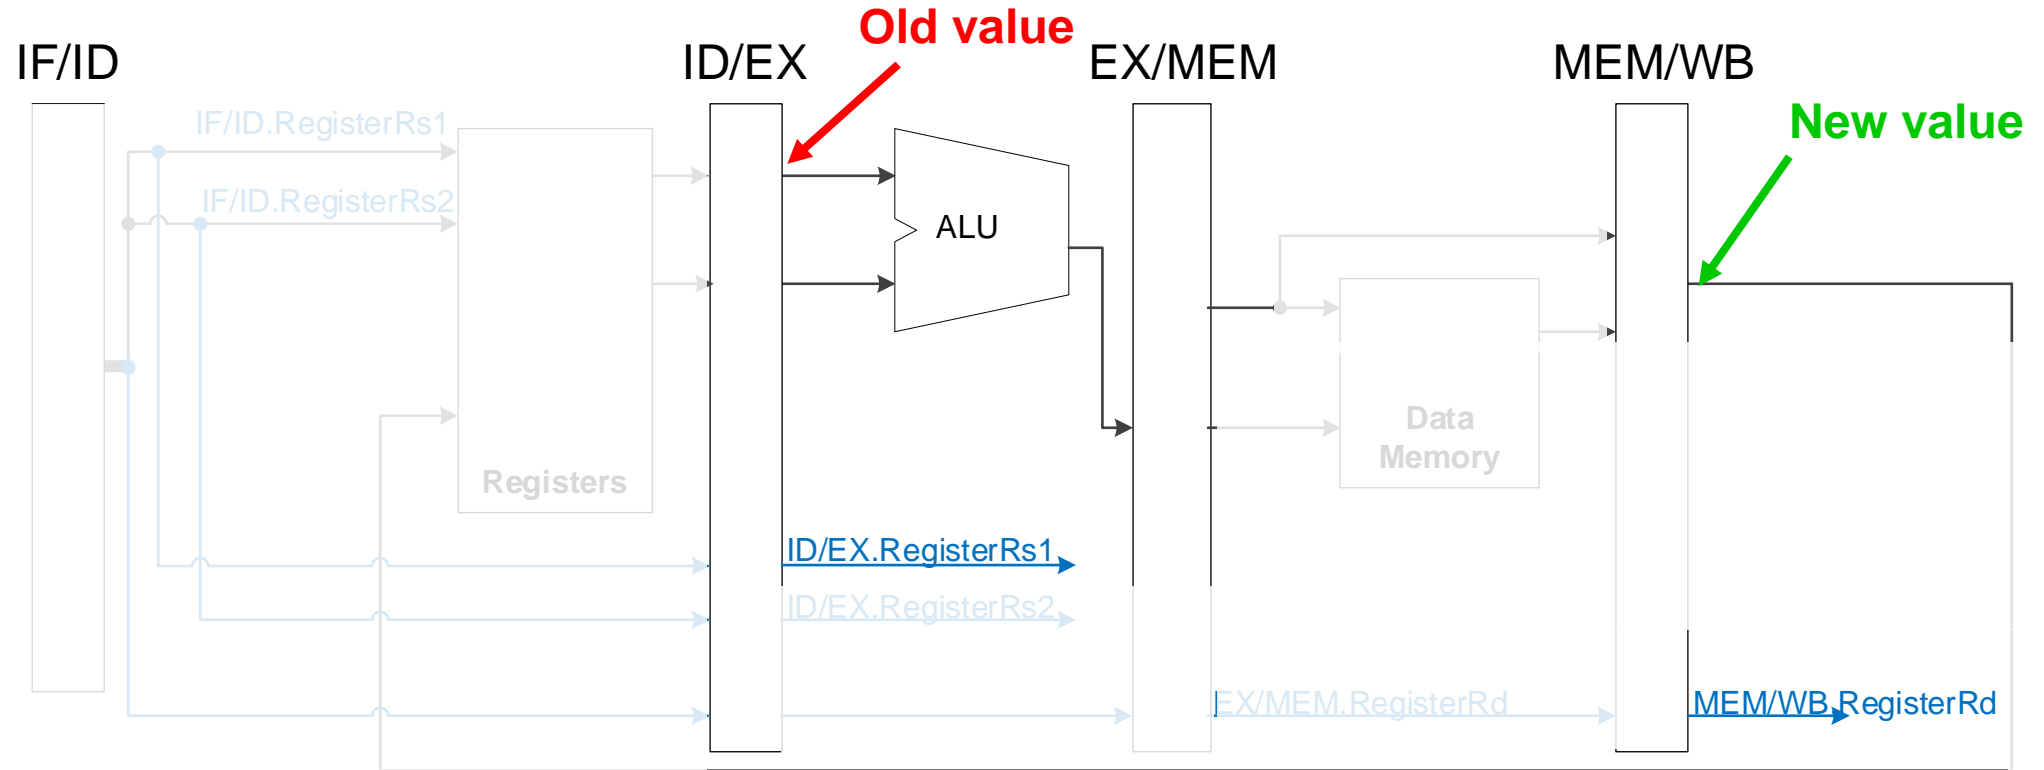 Old value
IF/ID
ID/EX
EX/MEM
MEM/WB
IF/ID.RegisterRs1
New value
IF/ID.RegisterRs2
ALU
Data
Memory
Registers
ID/EX.RegisterRs1
ID/EX.RegisterRs2
EX/MEM.RegisterRd
MEM/WB.RegisterRd